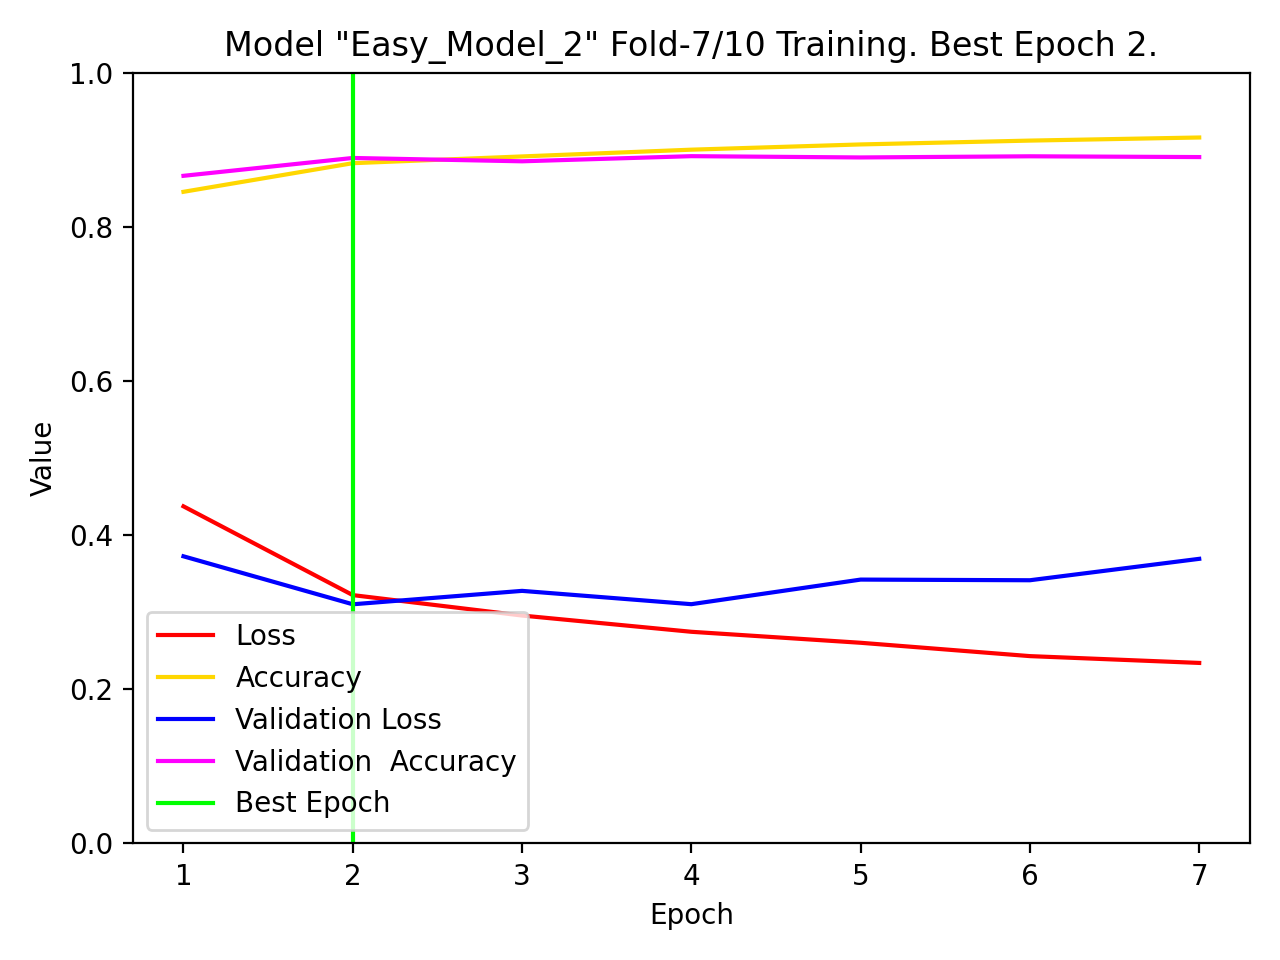 Model "Easy_Model_2" Fold-7/10 Training. Best Epoch 2.
1.0
0.8
0.6
0.4
0.2
0.0
Value
Loss
Accuracy
Validation Loss
Validation  Accuracy
Best Epoch
1 2 3 4 5 6 7
Epoch